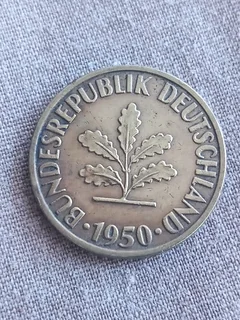 BUNDESREPUBLIK DEUTSCHLAND
· 1950 ·